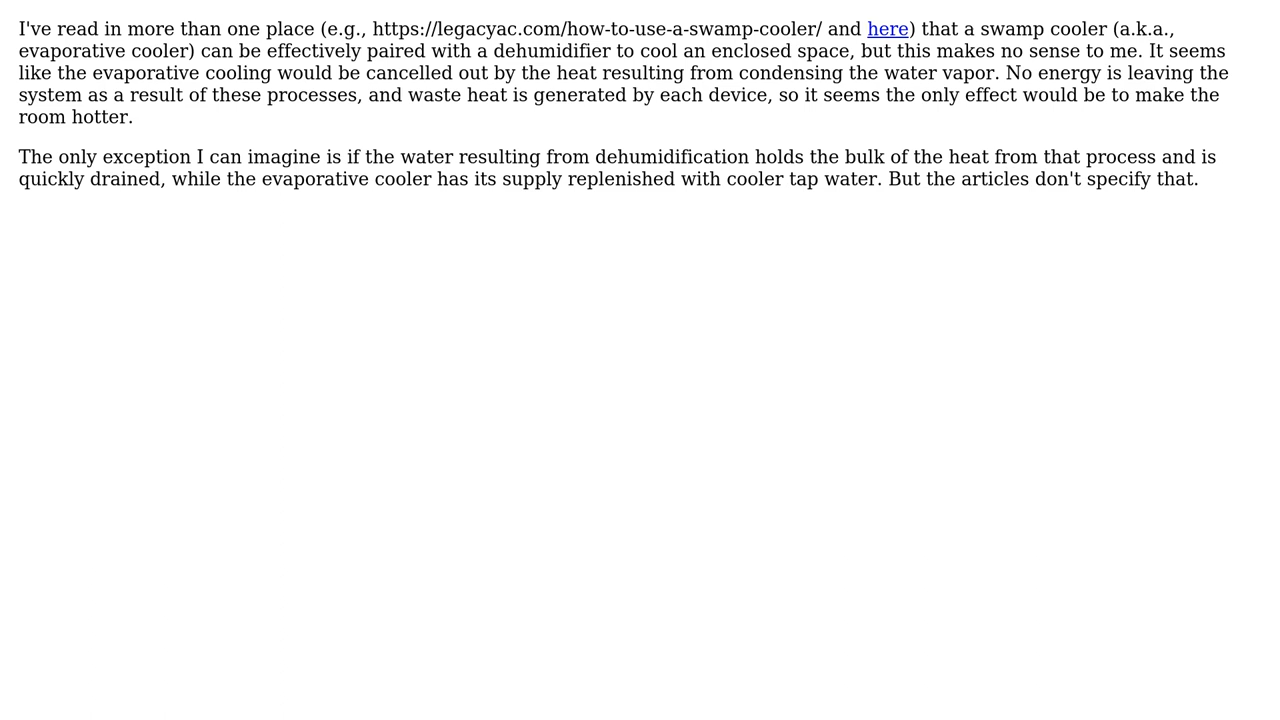 I've read in more than one place (e.g., https://legacyac.com/how-to-use-a-swamp-cooler/ and here) that a swamp cooler (a.k.a.,
evaporative cooler) can be effectively paired with a dehumidifier to cool an enclosed space, but this makes no sense to me. It seems
like the evaporative cooling would be cancelled out by the heat resulting from condensing the water vapor. No energy is leaving the
system as a result of these processes, and waste heat is generated by each device, so it seems the only effect would be to make the
room hotter.
The only exception I can imagine is if the water resulting from dehumidification holds the bulk of the heat from that process and is
quickly drained, while the evaporative cooler has its supply replenished with cooler tap water. But the articles don't specify that.